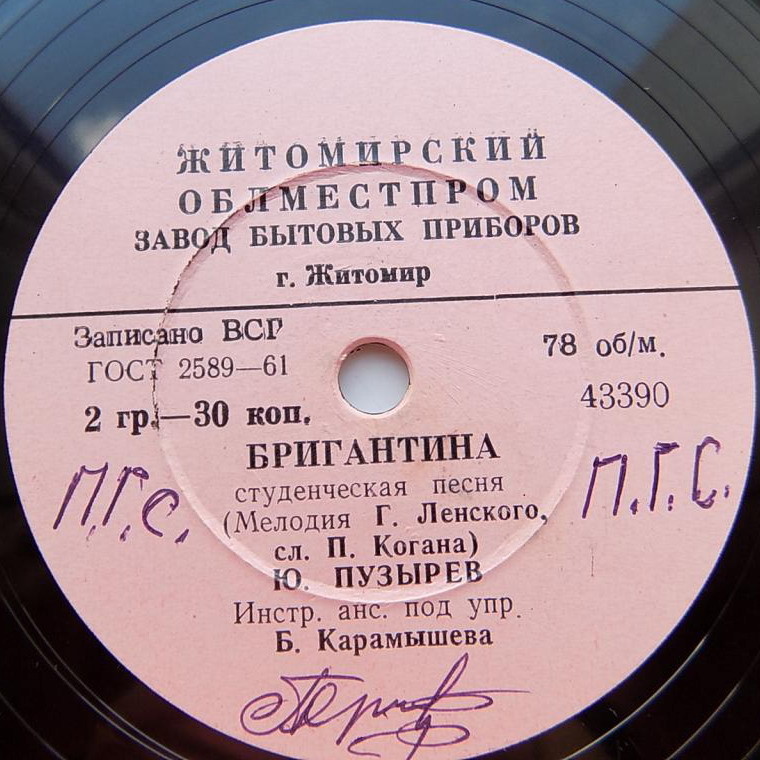 ЖИТОМИРСКИЙ
ОБЛМЕСТПРОМ
ЗАВОД БЫТОВЫХ ПРИБОРОВ
г. Житомир
Записано ВСГ
78 об/м.
ГОСТ 2589—61
43390
2 гр.—30 коп.
БРИГАНТИНА
студенческая песня
(Мелодия Г. Ленского,
сл. П. Когана)
Ю. ПУЗЫРЕВ
Инстр. анс. под упр.
Б. Карамышева
П.Г.С.
П.Г.С.